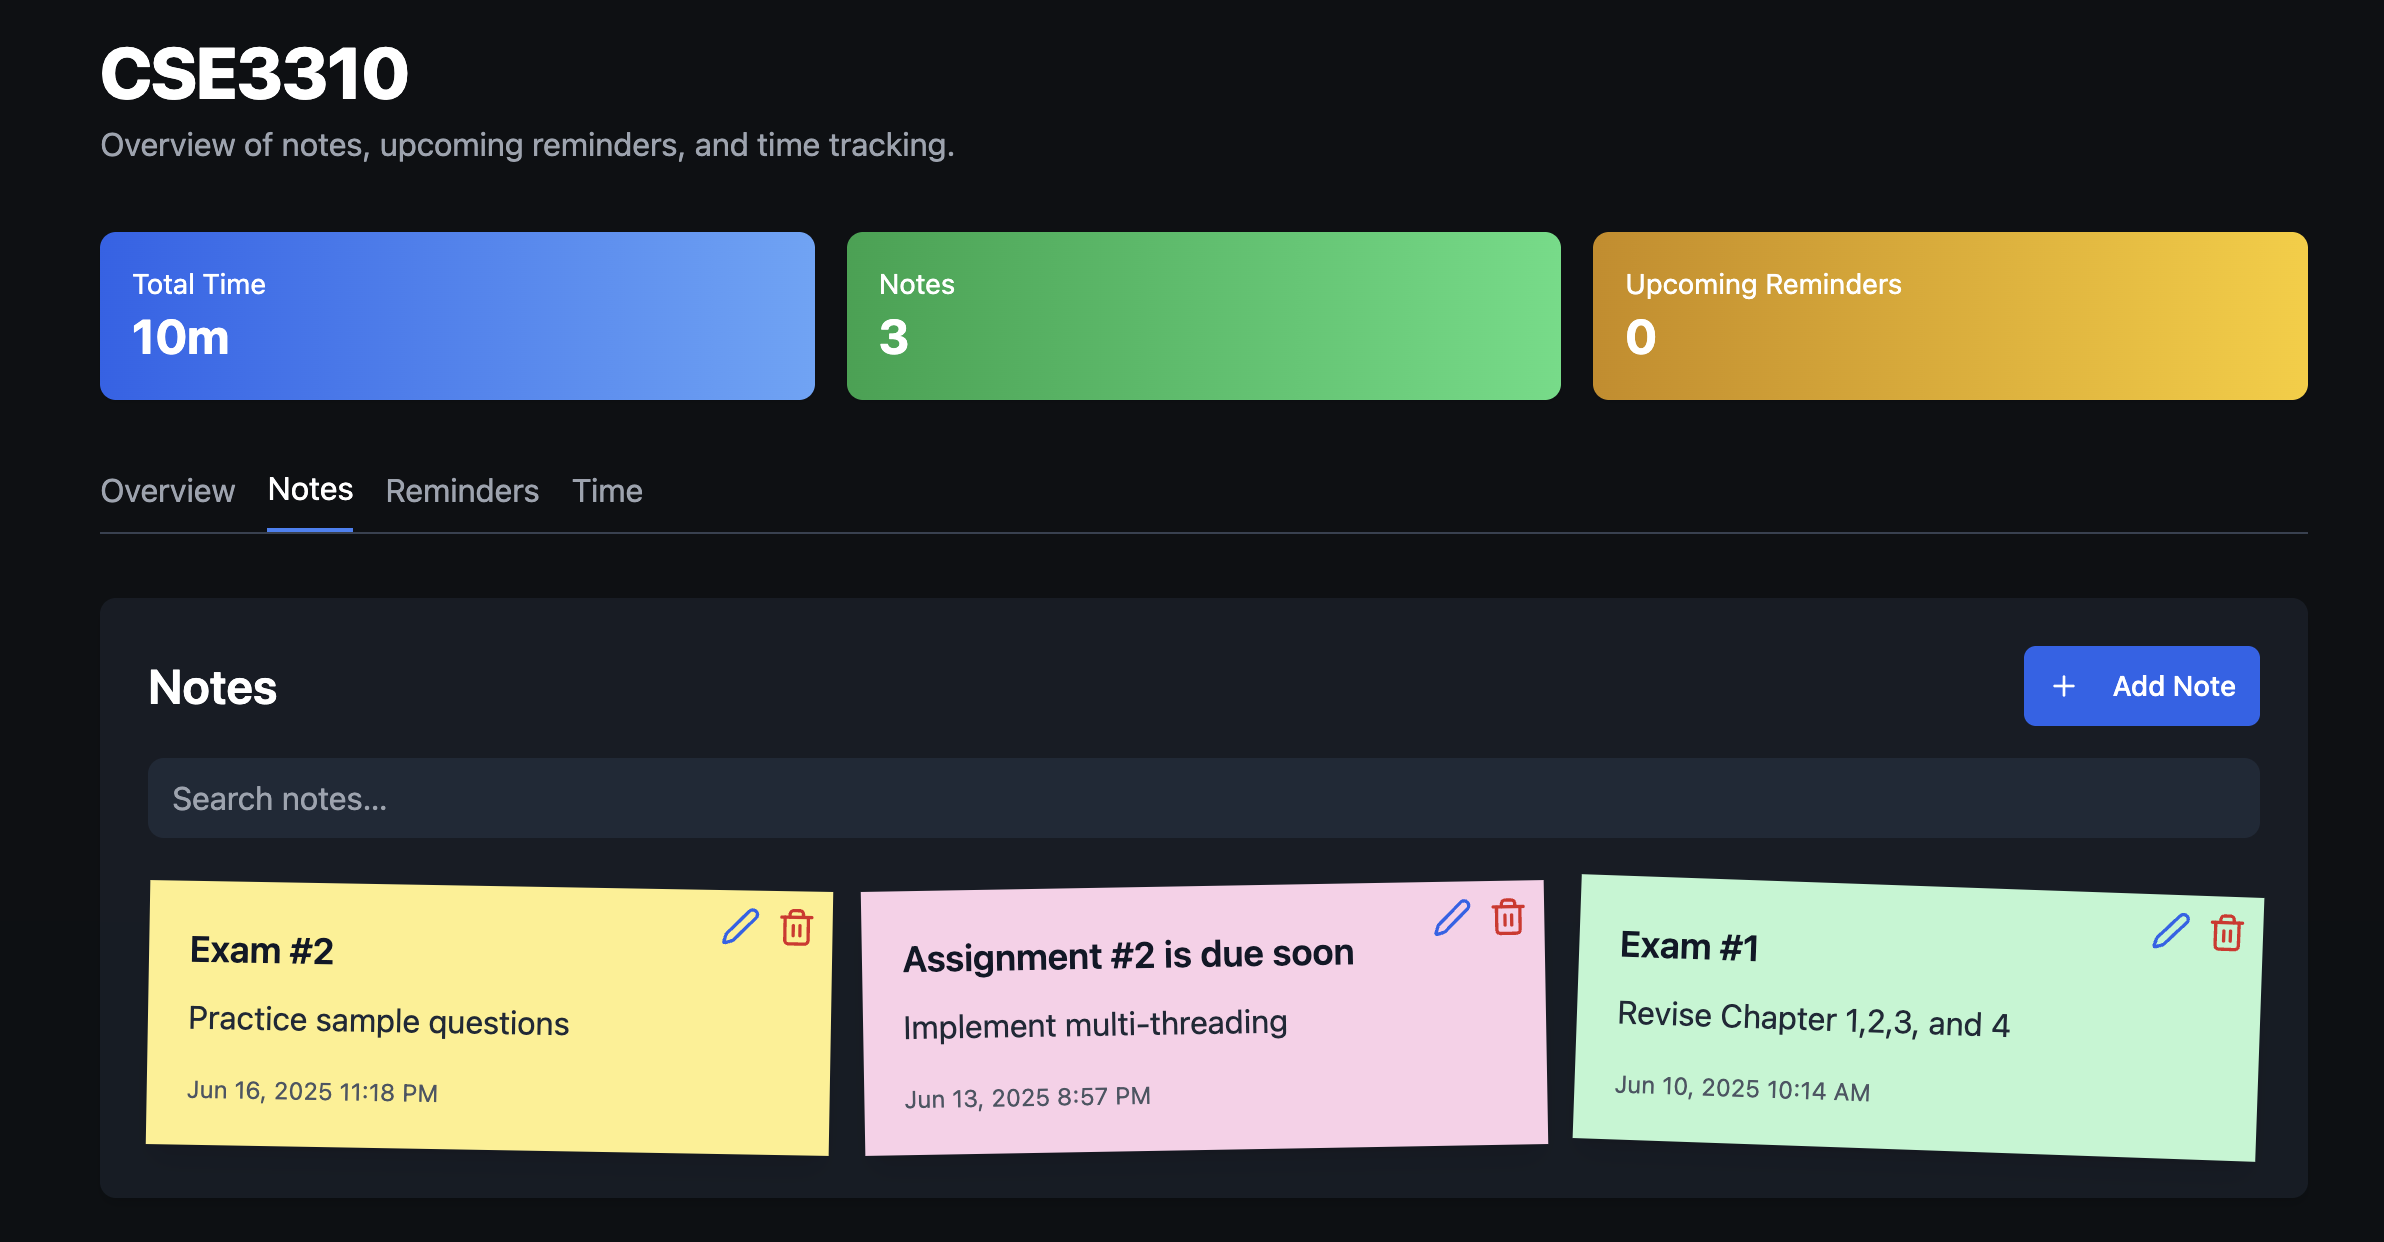 CSE3310
Overview of notes, upcoming reminders, and time tracking.
Total Time
10m
Notes
3
Upcoming Reminders
0
Overview
Notes
Reminders
Time
Notes
+ Add Note
Search notes...
Exam #2
Practice sample questions
Jun 16, 2025 11:18 PM
Assignment #2 is due soon
Implement multi-threading
Jun 13, 2025 8:57 PM
Exam #1
Revise Chapter 1,2,3, and 4
Jun 10, 2025 10:14 AM